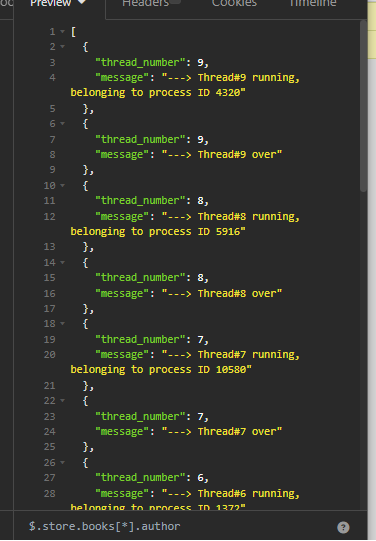 Preview Headers Cookies Timeline
1 [
2 {
3 "thread_number": 9,
4 "message": "---> Thread#9 running,
belonging to process ID 4320"
5 },
6 {
7 "thread_number": 9,
8 "message": "---> Thread#9 over"
9 },
10 {
11 "thread_number": 8,
12 "message": "---> Thread#8 running,
belonging to process ID 5916"
13 },
14 {
15 "thread_number": 8,
16 "message": "---> Thread#8 over"
17 },
18 {
19 "thread_number": 7,
20 "message": "---> Thread#7 running,
belonging to process ID 10580"
21 },
22 {
23 "thread_number": 7,
24 "message": "---> Thread#7 over"
25 },
26 {
27 "thread_number": 6,
28 "message": "---> Thread#6 running,
belonging to process ID 1372"
$.store.books[*].author